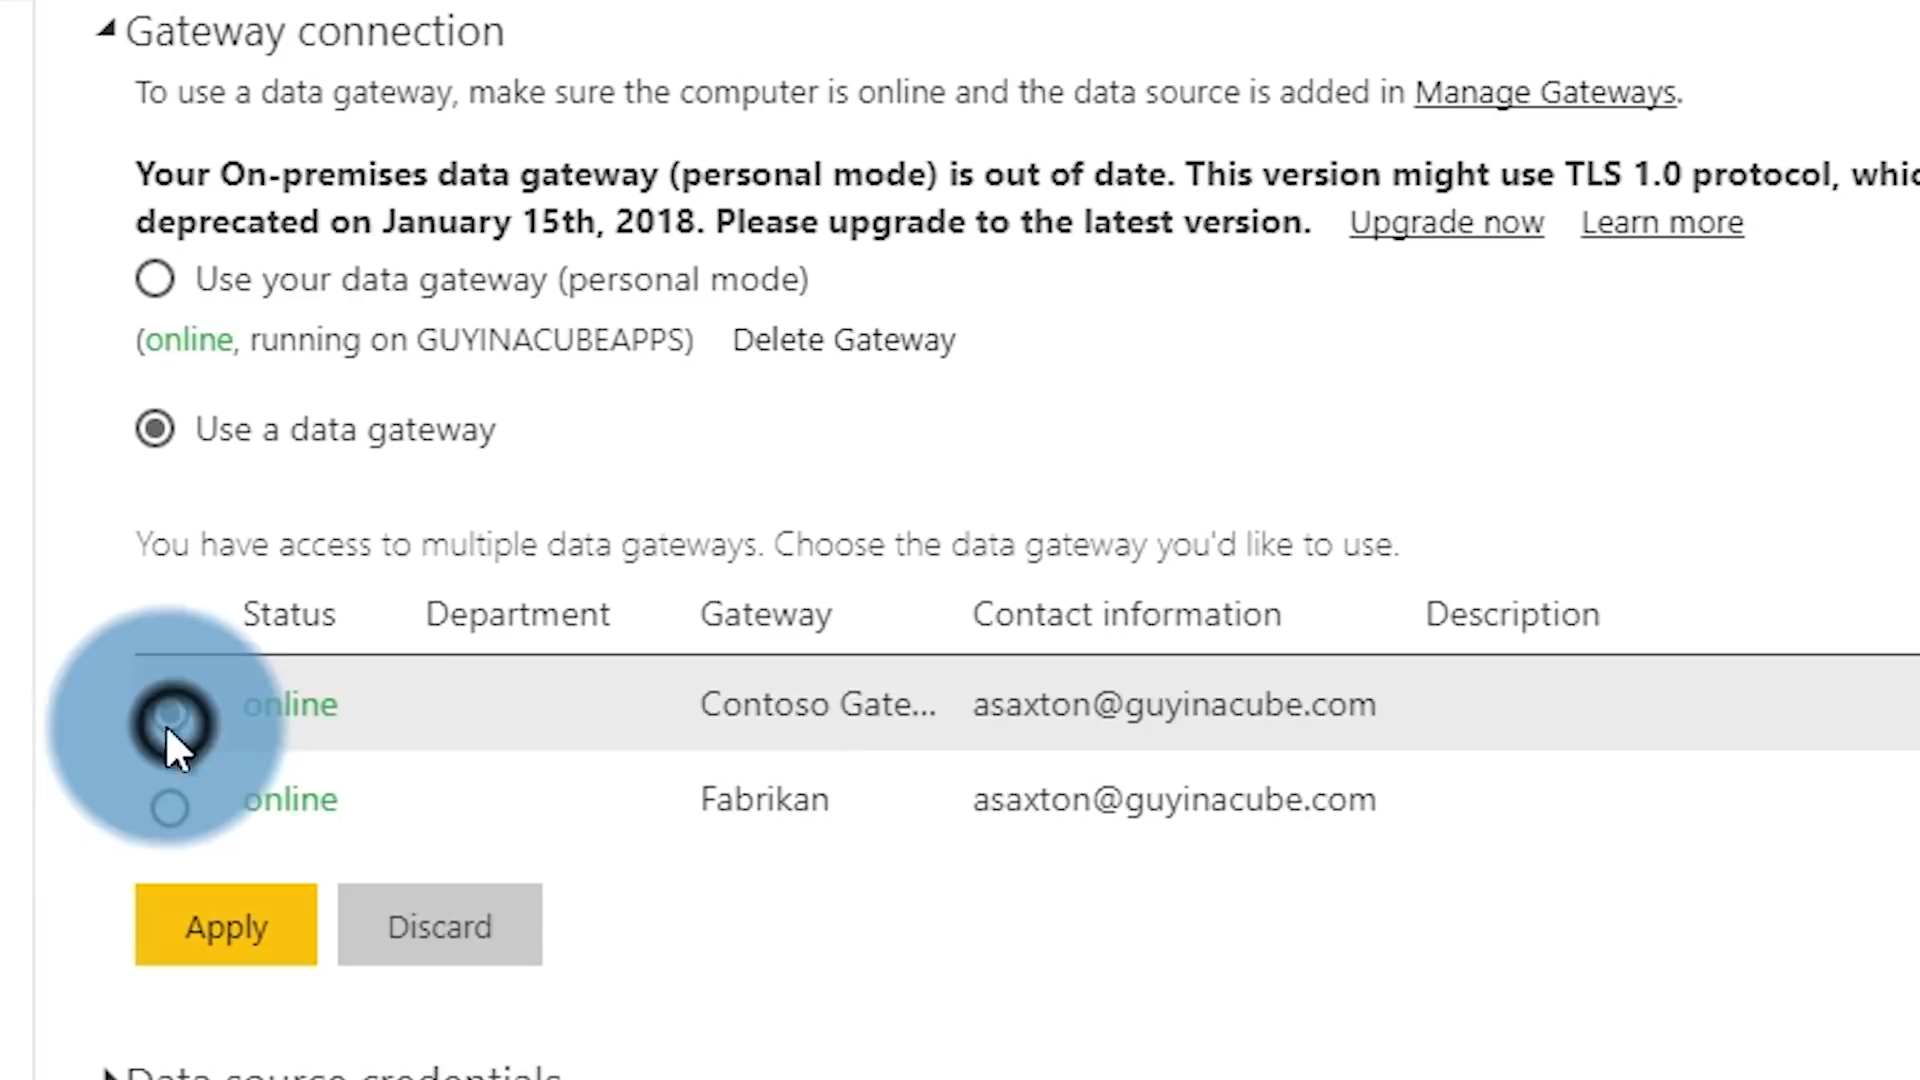 Gateway connection
To use a data gateway, make sure the computer is online and the data source is added in Manage Gateways.
Your On-premises data gateway (personal mode) is out of date. This version might use TLS 1.0 protocol,
deprecated on January 15th, 2018. Please upgrade to the latest version. Upgrade now Learn more
Use your data gateway (personal mode)
(online, running on GUYINACUBEAPPS) Delete Gateway
Use a data gateway
You have access to multiple data gateways. Choose the data gateway you'd like to use.
Status Department Gateway Contact information Description
online Contoso Gate... asaxton@guyinacube.com
online Fabrikan asaxton@guyinacube.com
Apply Discard
Data source credentials